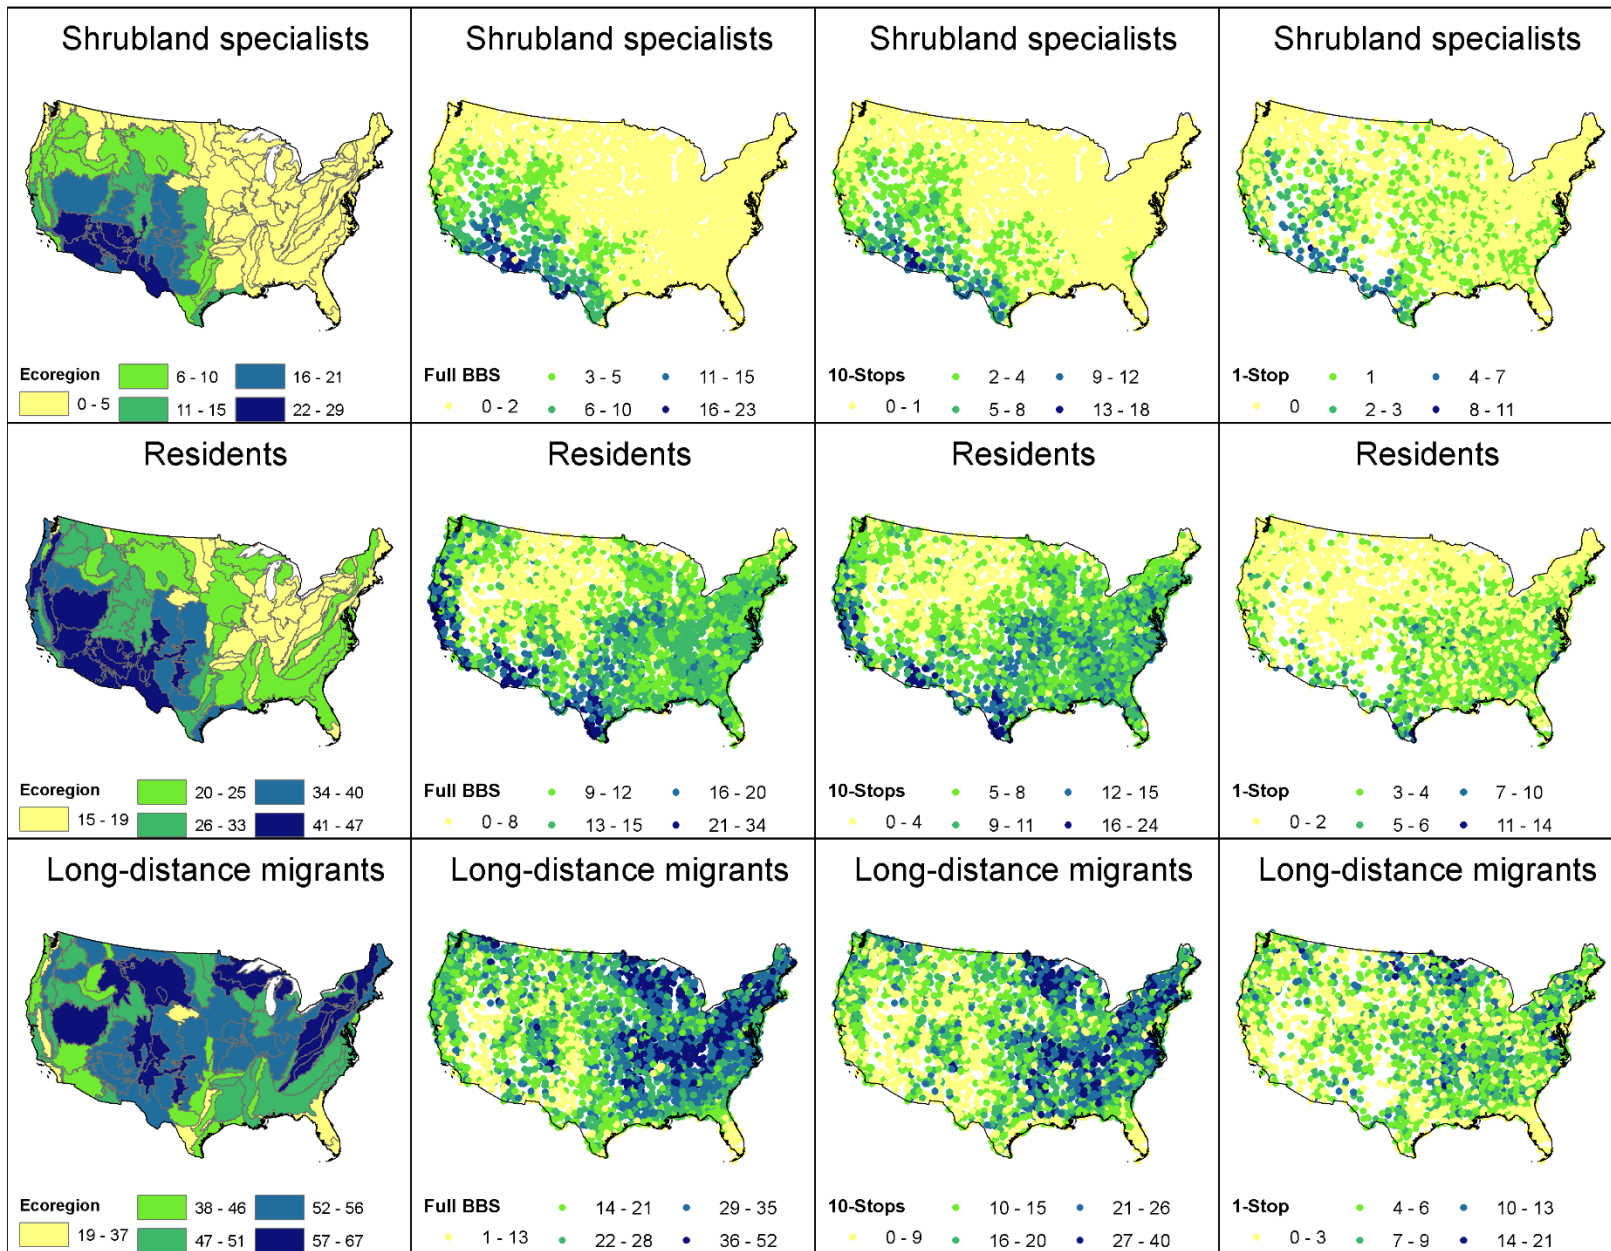 Shrubland specialists
Shrubland specialists
Shrubland specialists
Shrubland specialists
Ecoregion
0 - 5
6 - 10
11 - 15
16 - 21
22 - 29
Full BBS
0 - 2
3 - 5
6 - 10
11 - 15
16 - 23
10-Stops
0 - 1
2 - 4
5 - 8
9 - 12
13 - 18
1-Stop
0
1
2 - 3
4 - 7
8 - 11
Residents
Residents
Residents
Residents
Ecoregion
15 - 19
20 - 25
26 - 33
34 - 40
41 - 47
Full BBS
0 - 8
9 - 12
13 - 15
16 - 20
21 - 34
10-Stops
0 - 4
5 - 8
9 - 11
12 - 15
16 - 24
1-Stop
0 - 2
3 - 4
5 - 6
7 - 10
11 - 14
Long-distance migrants
Long-distance migrants
Long-distance migrants
Long-distance migrants
Ecoregion
19 - 37
38 - 46
47 - 51
52 - 56
57 - 67
Full BBS
1 - 13
14 - 21
22 - 28
29 - 35
36 - 52
10-Stops
0 - 9
10 - 15
16 - 20
21 - 26
27 - 40
1-Stop
0 - 3
4 - 6
7 - 9
10 - 13
14 - 21